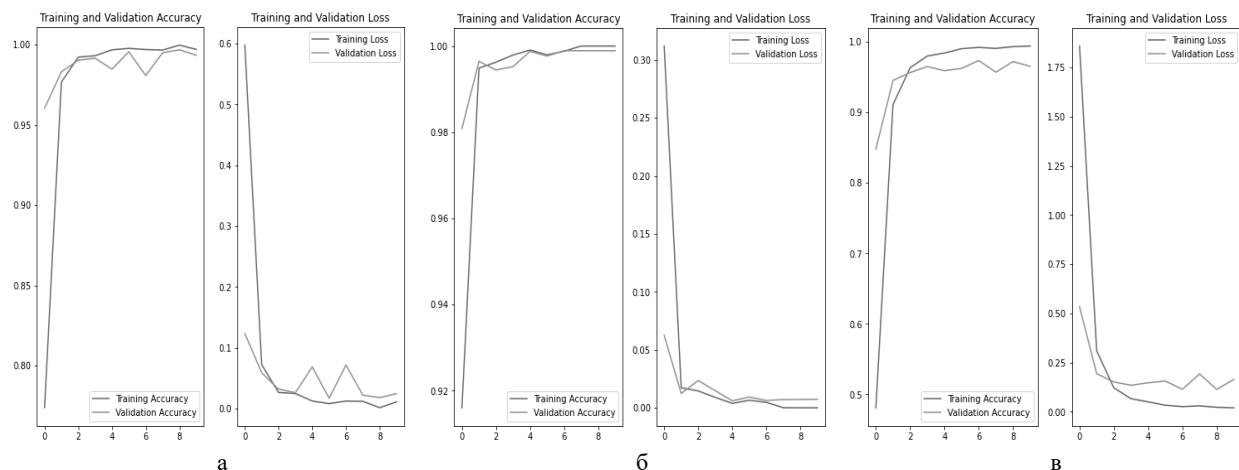 Training and Validation Accuracy
1.00
0.95
0.90
0.85
0.80
0 2 4 6 8
Training Accuracy
Validation Accuracy
Training and Validation Loss
Training Loss
Validation Loss
0.6
0.5
0.4
0.3
0.2
0.1
0.0
0 2 4 6 8
а
Training and Validation Accuracy
1.00
0.98
0.96
0.94
0.92
0 2 4 6 8
Training Accuracy
Validation Accuracy
Training and Validation Loss
Training Loss
Validation Loss
0.30
0.25
0.20
0.15
0.10
0.05
0.00
0 2 4 6 8
б
Training and Validation Accuracy
1.0
0.9
0.8
0.7
0.6
0.5
0 2 4 6 8
Training Accuracy
Validation Accuracy
Training and Validation Loss
Training Loss
Validation Loss
1.75
1.50
1.25
1.00
0.75
0.50
0.25
0.00
0 2 4 6 8
в